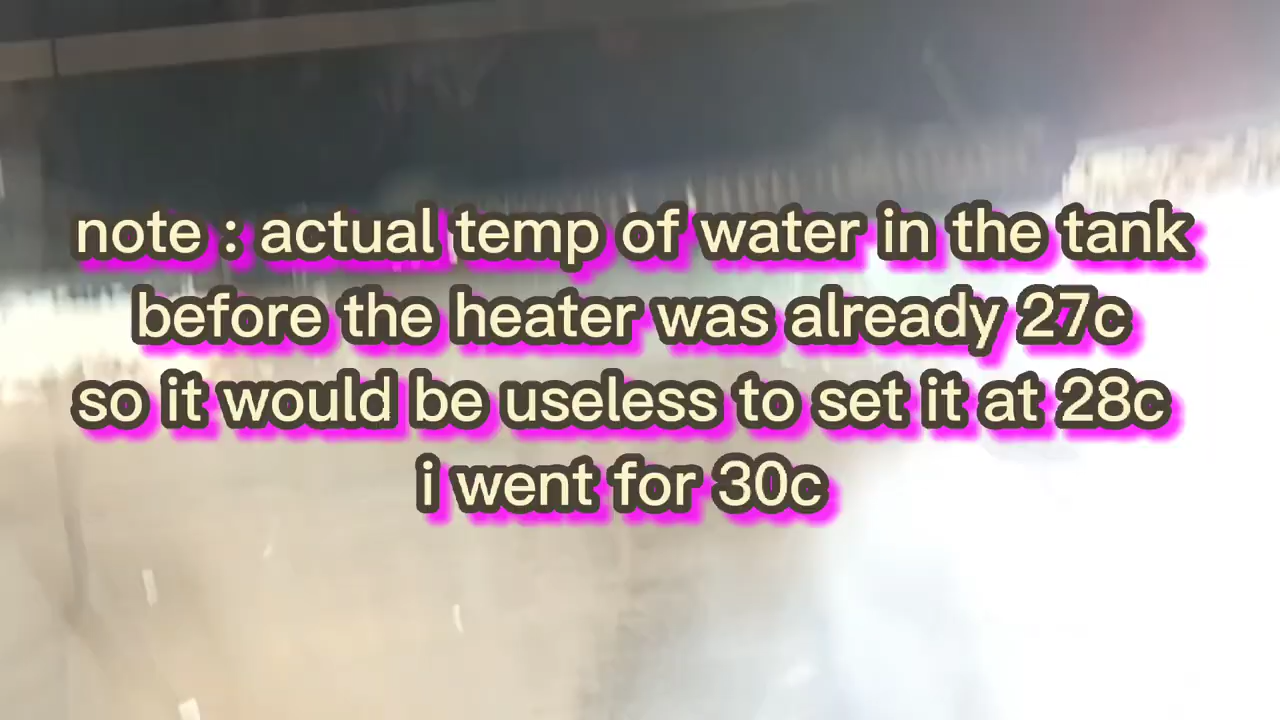 note : actual temp of water in the tank
before the heater was already 27c
so it would be useless to set it at 28c
i went for 30c